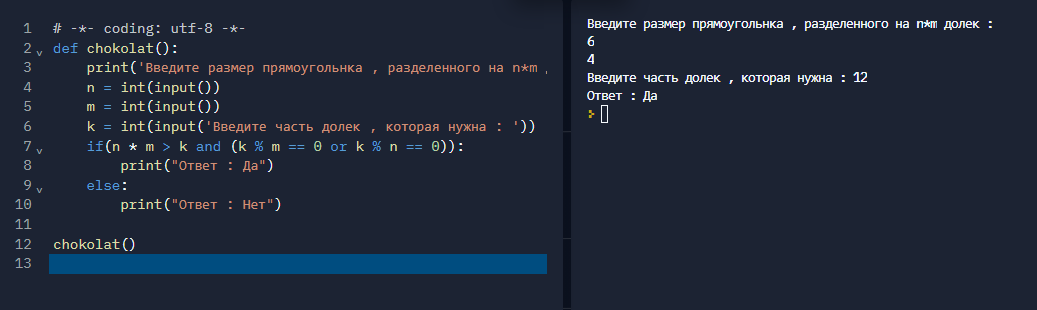 1 # -*- coding: utf-8 -*-
2 def chokolat():
3     print('Введите размер прямоугольнка , разделенного на n*m
4     n = int(input())
5     m = int(input())
6     k = int(input('Введите часть долек , которая нужна : '))
7     if(n * m > k and (k % m == 0 or k % n == 0)):
8         print("Ответ : Да")
9     else:
10         print("Ответ : Нет")
11
12 chokolat()
13
Введите размер прямоугольнка , разделенного на n*m долек :
6
4
Введите часть долек , которая нужна : 12
Ответ : Да